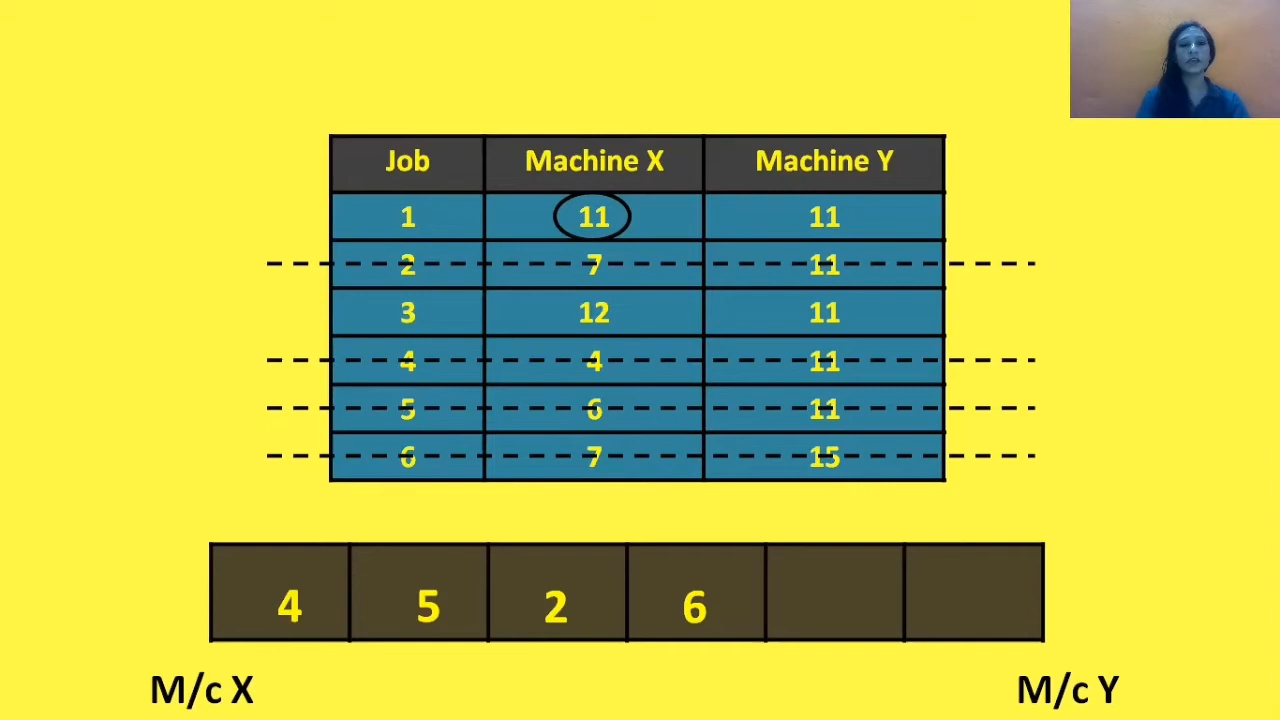 Job Machine X Machine Y
1 11 11
2 7 11
3 12 11
4 4 11
5 6 11
6 7 15
4 5 2 6
M/c X M/c Y